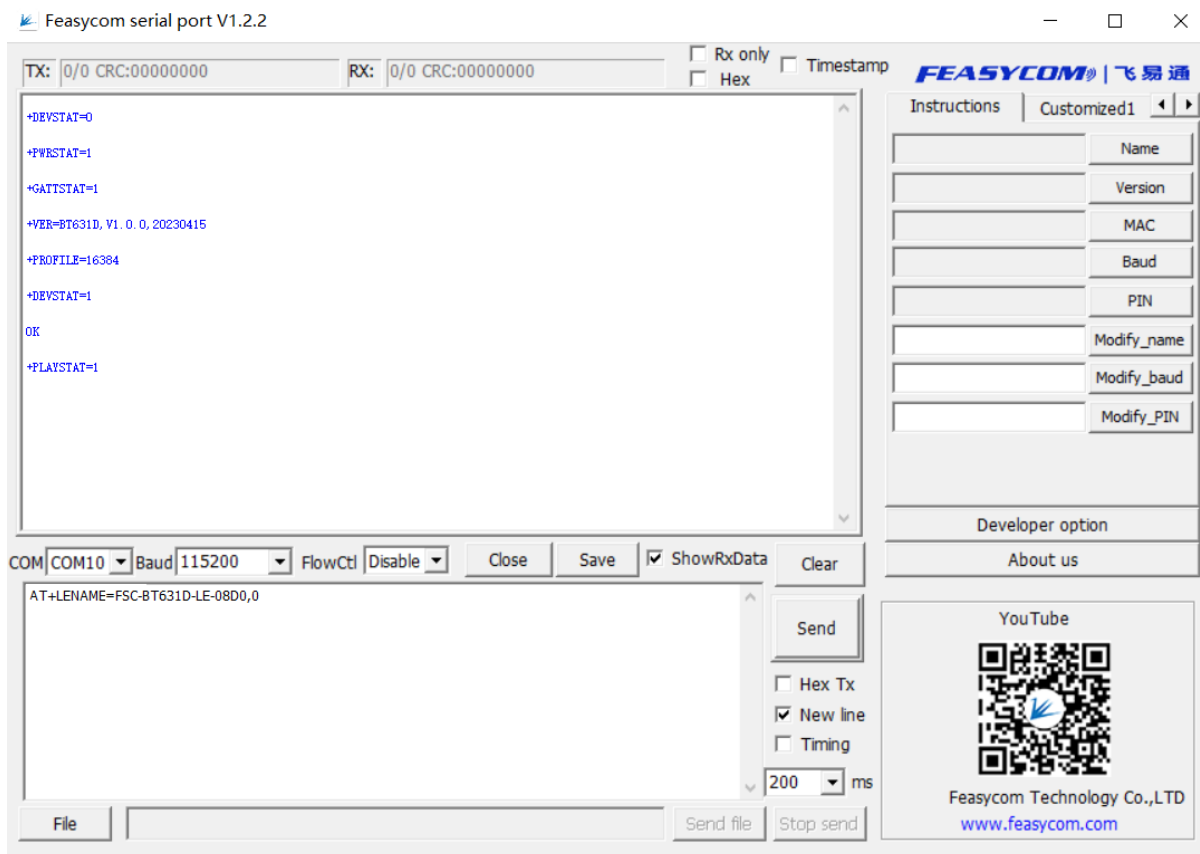 Feasycom serial port V1.2.2
TX: 0/0 CRC:00000000 RX: 0/0 CRC:00000000
Rx only
Hex
Timestamp
FEASYCOM | 飞易通
+DEVSTAT=0
+PWRSTAT=1
+GATTSTAT=1
+VER=BT631D,V1.0.0,20230415
+PROFILE=16384
+DEVSTAT=1
OK
+PLAYSTAT=1
Instructions Customized1
Name
Version
MAC
Baud
PIN
Modify_name
Modify_baud
Modify_PIN
Developer option
About us
COM COM10 Baud 115200 FlowCtl Disable Close Save ShowRxData Clear
AT+LENAME=FSC-BT631D-LE-08D0,0
Send
Hex Tx
New line
Timing
200 ms
File Send file Stop send
YouTube
Feasycom Technology Co.,LTD
www.feasycom.com